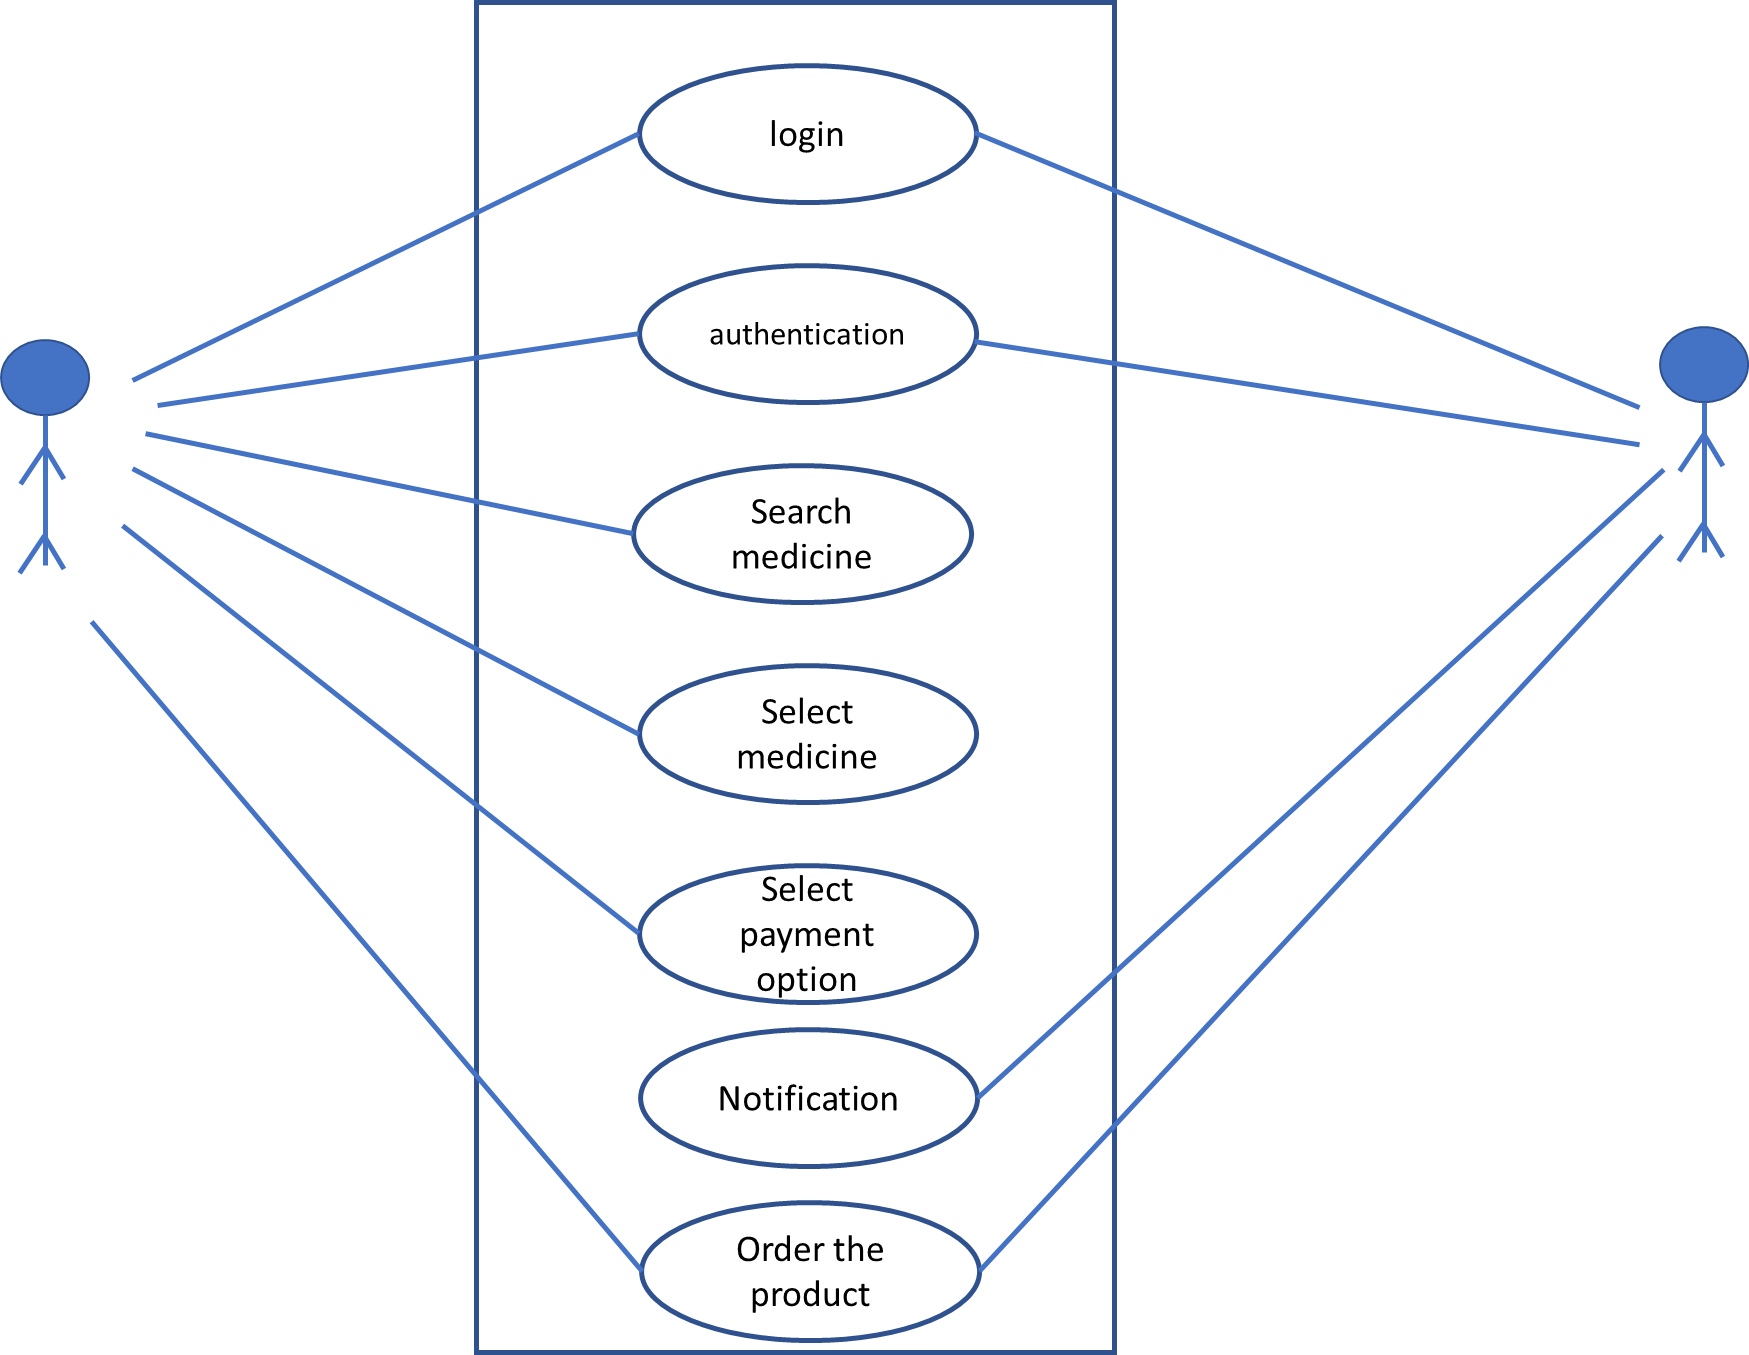 login
authentication
Search
medicine
Select
medicine
Select
payment
option
Notification
Order the
product